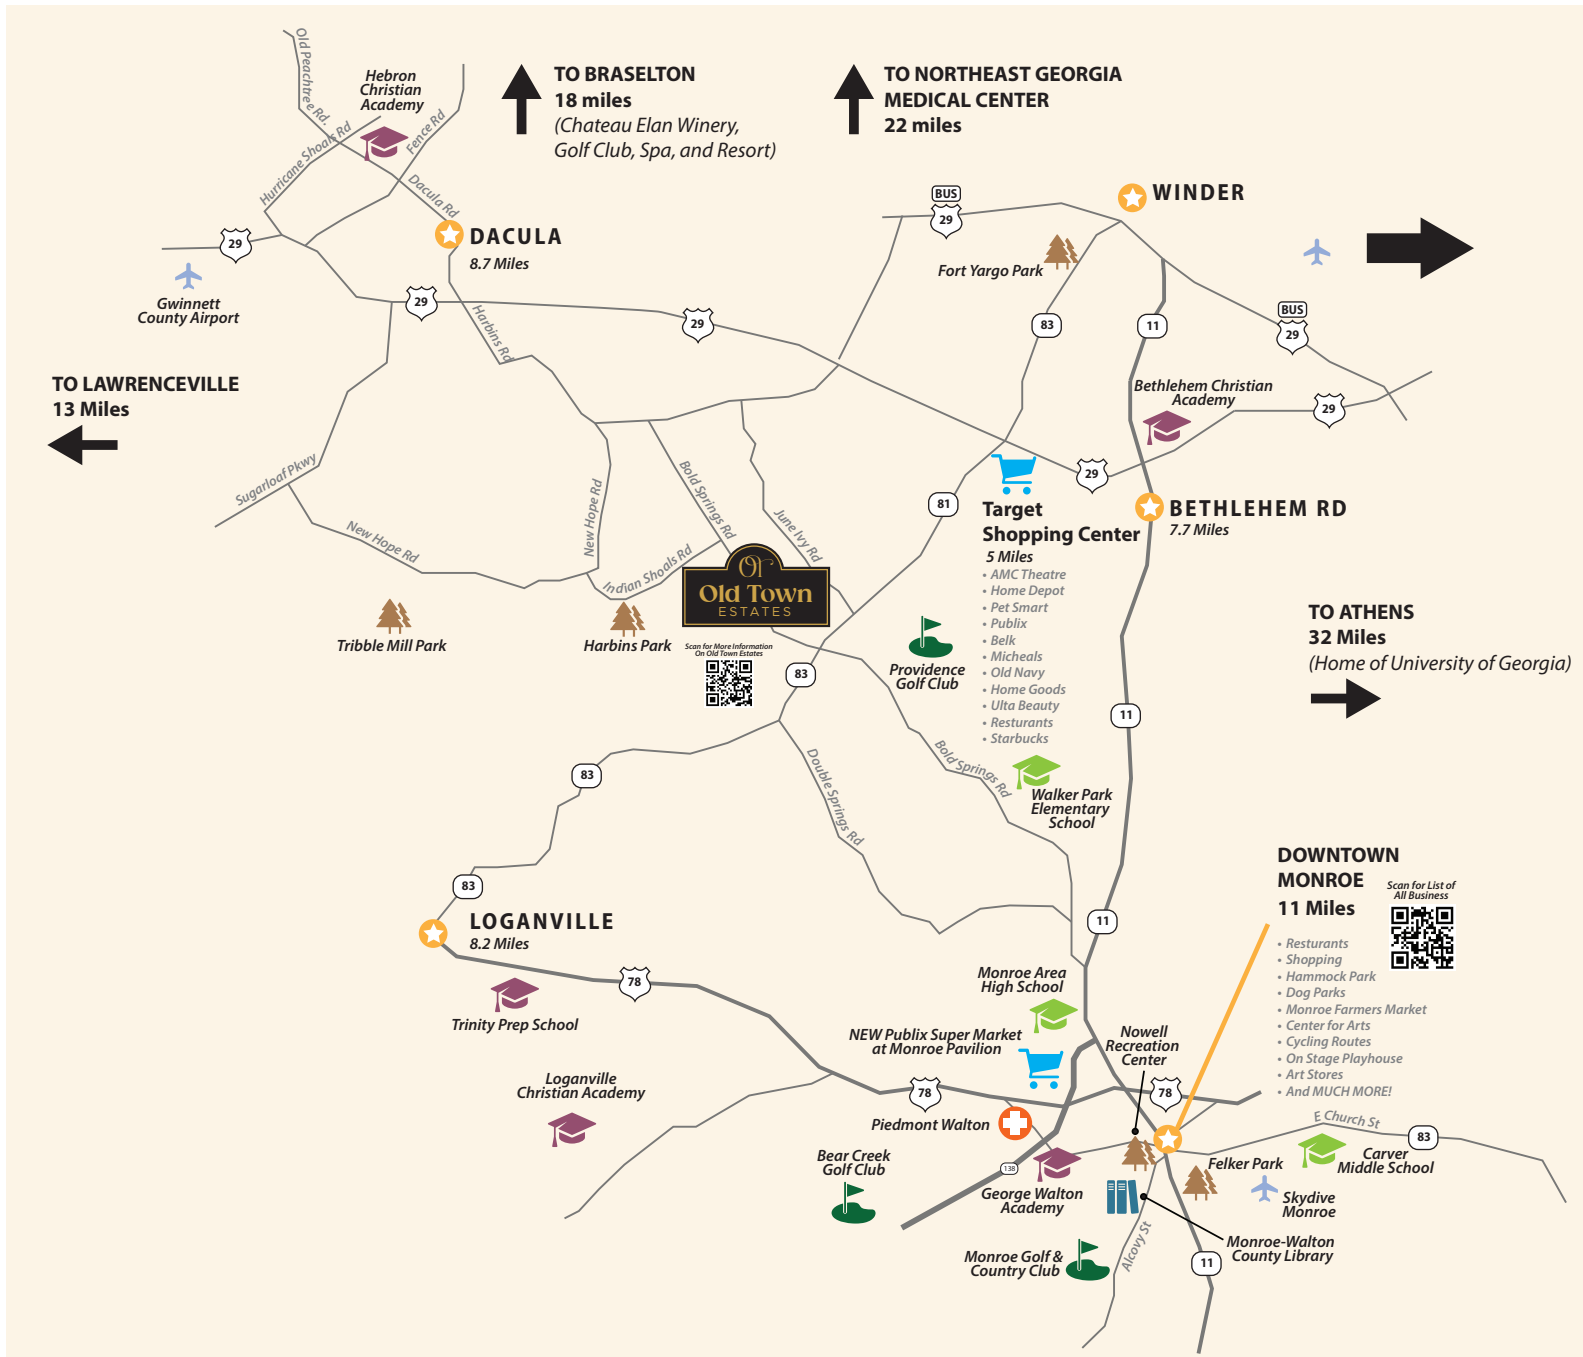 Old Peachtree Rd.
Hebron
Christian
Academy
Hurricane Shoals Rd
Fence Rd
Dacula Rd
TO BRASELTON
18 miles
(Chateau Elan Winery,
Golf Club, Spa, and Resort)
TO NORTHEAST GEORGIA
MEDICAL CENTER
22 miles
BUS
29
WINDER
29
DACULA
8.7 Miles
Gwinnett
County Airport
29
Harbins Rd
29
Fort Yargo Park
83
11
BUS
29
TO LAWRENCEVILLE
13 Miles
Bethlehem Christian
Academy
29
Sugarloaf Pkwy
New Hope Rd
New Hope Rd
Bold Springs Rd
June Ivy Rd
Indian Shoals Rd
29
81
Target
Shopping Center
5 Miles
• AMC Theatre
• Home Depot
• Pet Smart
• Publix
• Belk
• Micheals
• Old Navy
• Home Goods
• Ulta Beauty
• Resturants
• Starbucks
BETHLEHEM RD
7.7 Miles
OT
Old Town
ESTATES
Tribble Mill Park
Harbins Park
Scan for More Information
On Old Town Estates
83
Providence
Golf Club
TO ATHENS
32 Miles
(Home of University of Georgia)
11
83
Double Springs Rd
Bold Springs Rd
Walker Park
Elementary
School
83
LOGANVILLE
8.2 Miles
11
DOWNTOWN
MONROE
11 Miles
Scan for List of
All Business
• Resturants
• Shopping
• Hammock Park
• Dog Parks
• Monroe Farmers Market
• Center for Arts
• Cycling Routes
• On Stage Playhouse
• Art Stores
• And MUCH MORE!
78
Trinity Prep School
Monroe Area
High School
NEW Publix Super Market
at Monroe Pavilion
Nowell
Recreation
Center
Loganville
Christian Academy
78
78
Piedmont Walton
E Church St
83
Bear Creek
Golf Club
138
George Walton
Academy
Felker Park
Carver
Middle School
Skydive
Monroe
Monroe-Walton
County Library
Monroe Golf &
Country Club
Alcovy St
11